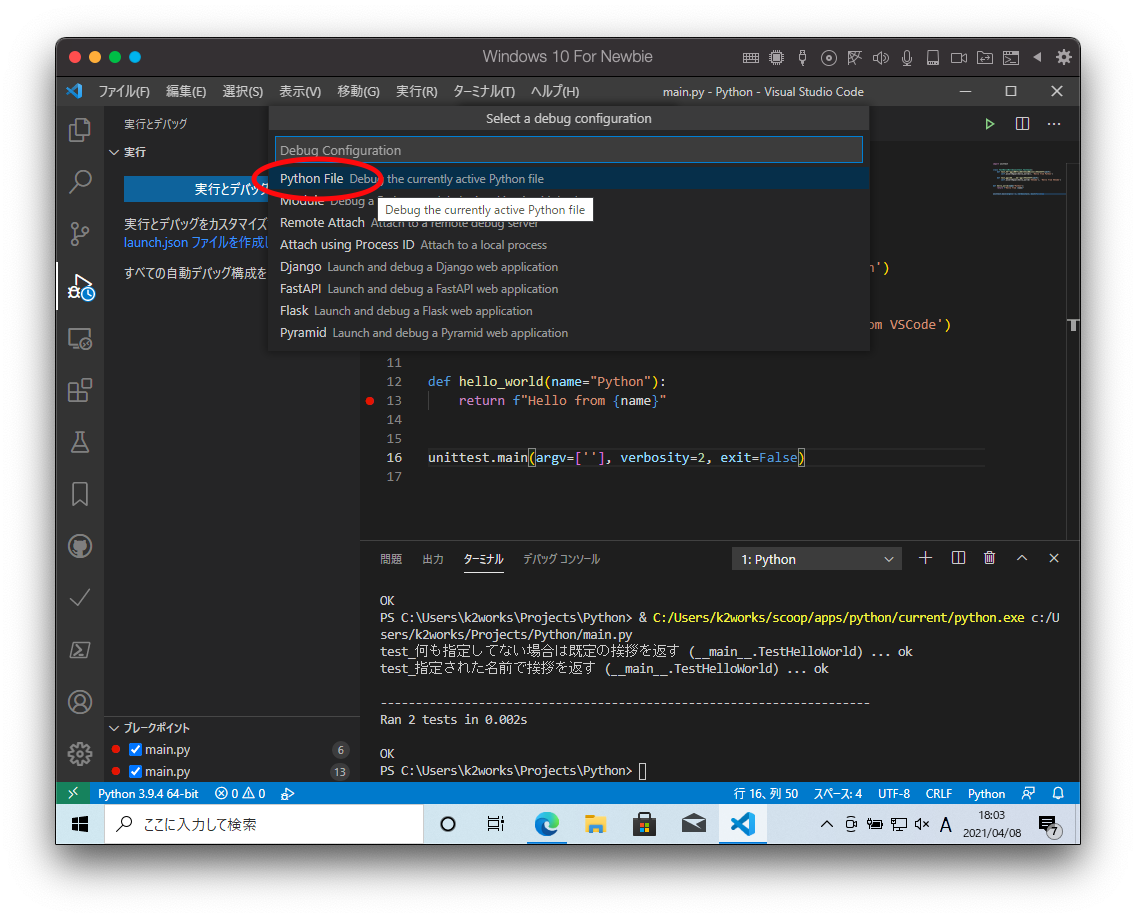 Windows 10 For Newbie
ファイル(F) 編集(E) 選択(S) 表示(V) 移動(G) 実行(R) ターミナル(T) ヘルプ(H) main.py - Python - Visual Studio Code
実行とデバッグ
Select a debug configuration
実行
Debug Configuration
Python File Debug the currently active Python file
実行とデバッグ
Module Debug a
Debug the currently active Python file
Remote Attach Attach to a remote debug server
実行とデバッグをカスタマイズ
launch.json ファイルを作成し
Attach using Process ID Attach to a local process
すべての自動デバッグ構成を
Django Launch and debug a Django web application
n')
FastAPI Launch and debug a FastAPI web application
Flask Launch and debug a Flask web application
om VSCode')
Pyramid Launch and debug a Pyramid web application
11
12 def hello_world(name="Python"):
13 return f"Hello from {name}"
14
15
16 unittest.main(argv=[''], verbosity=2, exit=False)
17
問題 出力 ターミナル デバッグ コンソール 1: Python
OK
PS C:\Users\k2works\Projects\Python> & C:/Users/k2works/scoop/apps/python/current/python.exe c:/U
sers/k2works/Projects/Python/main.py
test_何も指定してない場合は既定の挨拶を返す (__main__.TestHelloWorld) ... ok
test_指定された名前で挨拶を返す (__main__.TestHelloWorld) ... ok
----------------------------------------------------------------------
Ran 2 tests in 0.002s
OK
PS C:\Users\k2works\Projects\Python>
ブレークポイント
main.py 6
main.py 13
Python 3.9.4 64-bit 0 0 行 16、列 50 スペース: 4 UTF-8 CRLF Python
ここに入力して検索
A
18:03
2021/04/08
7